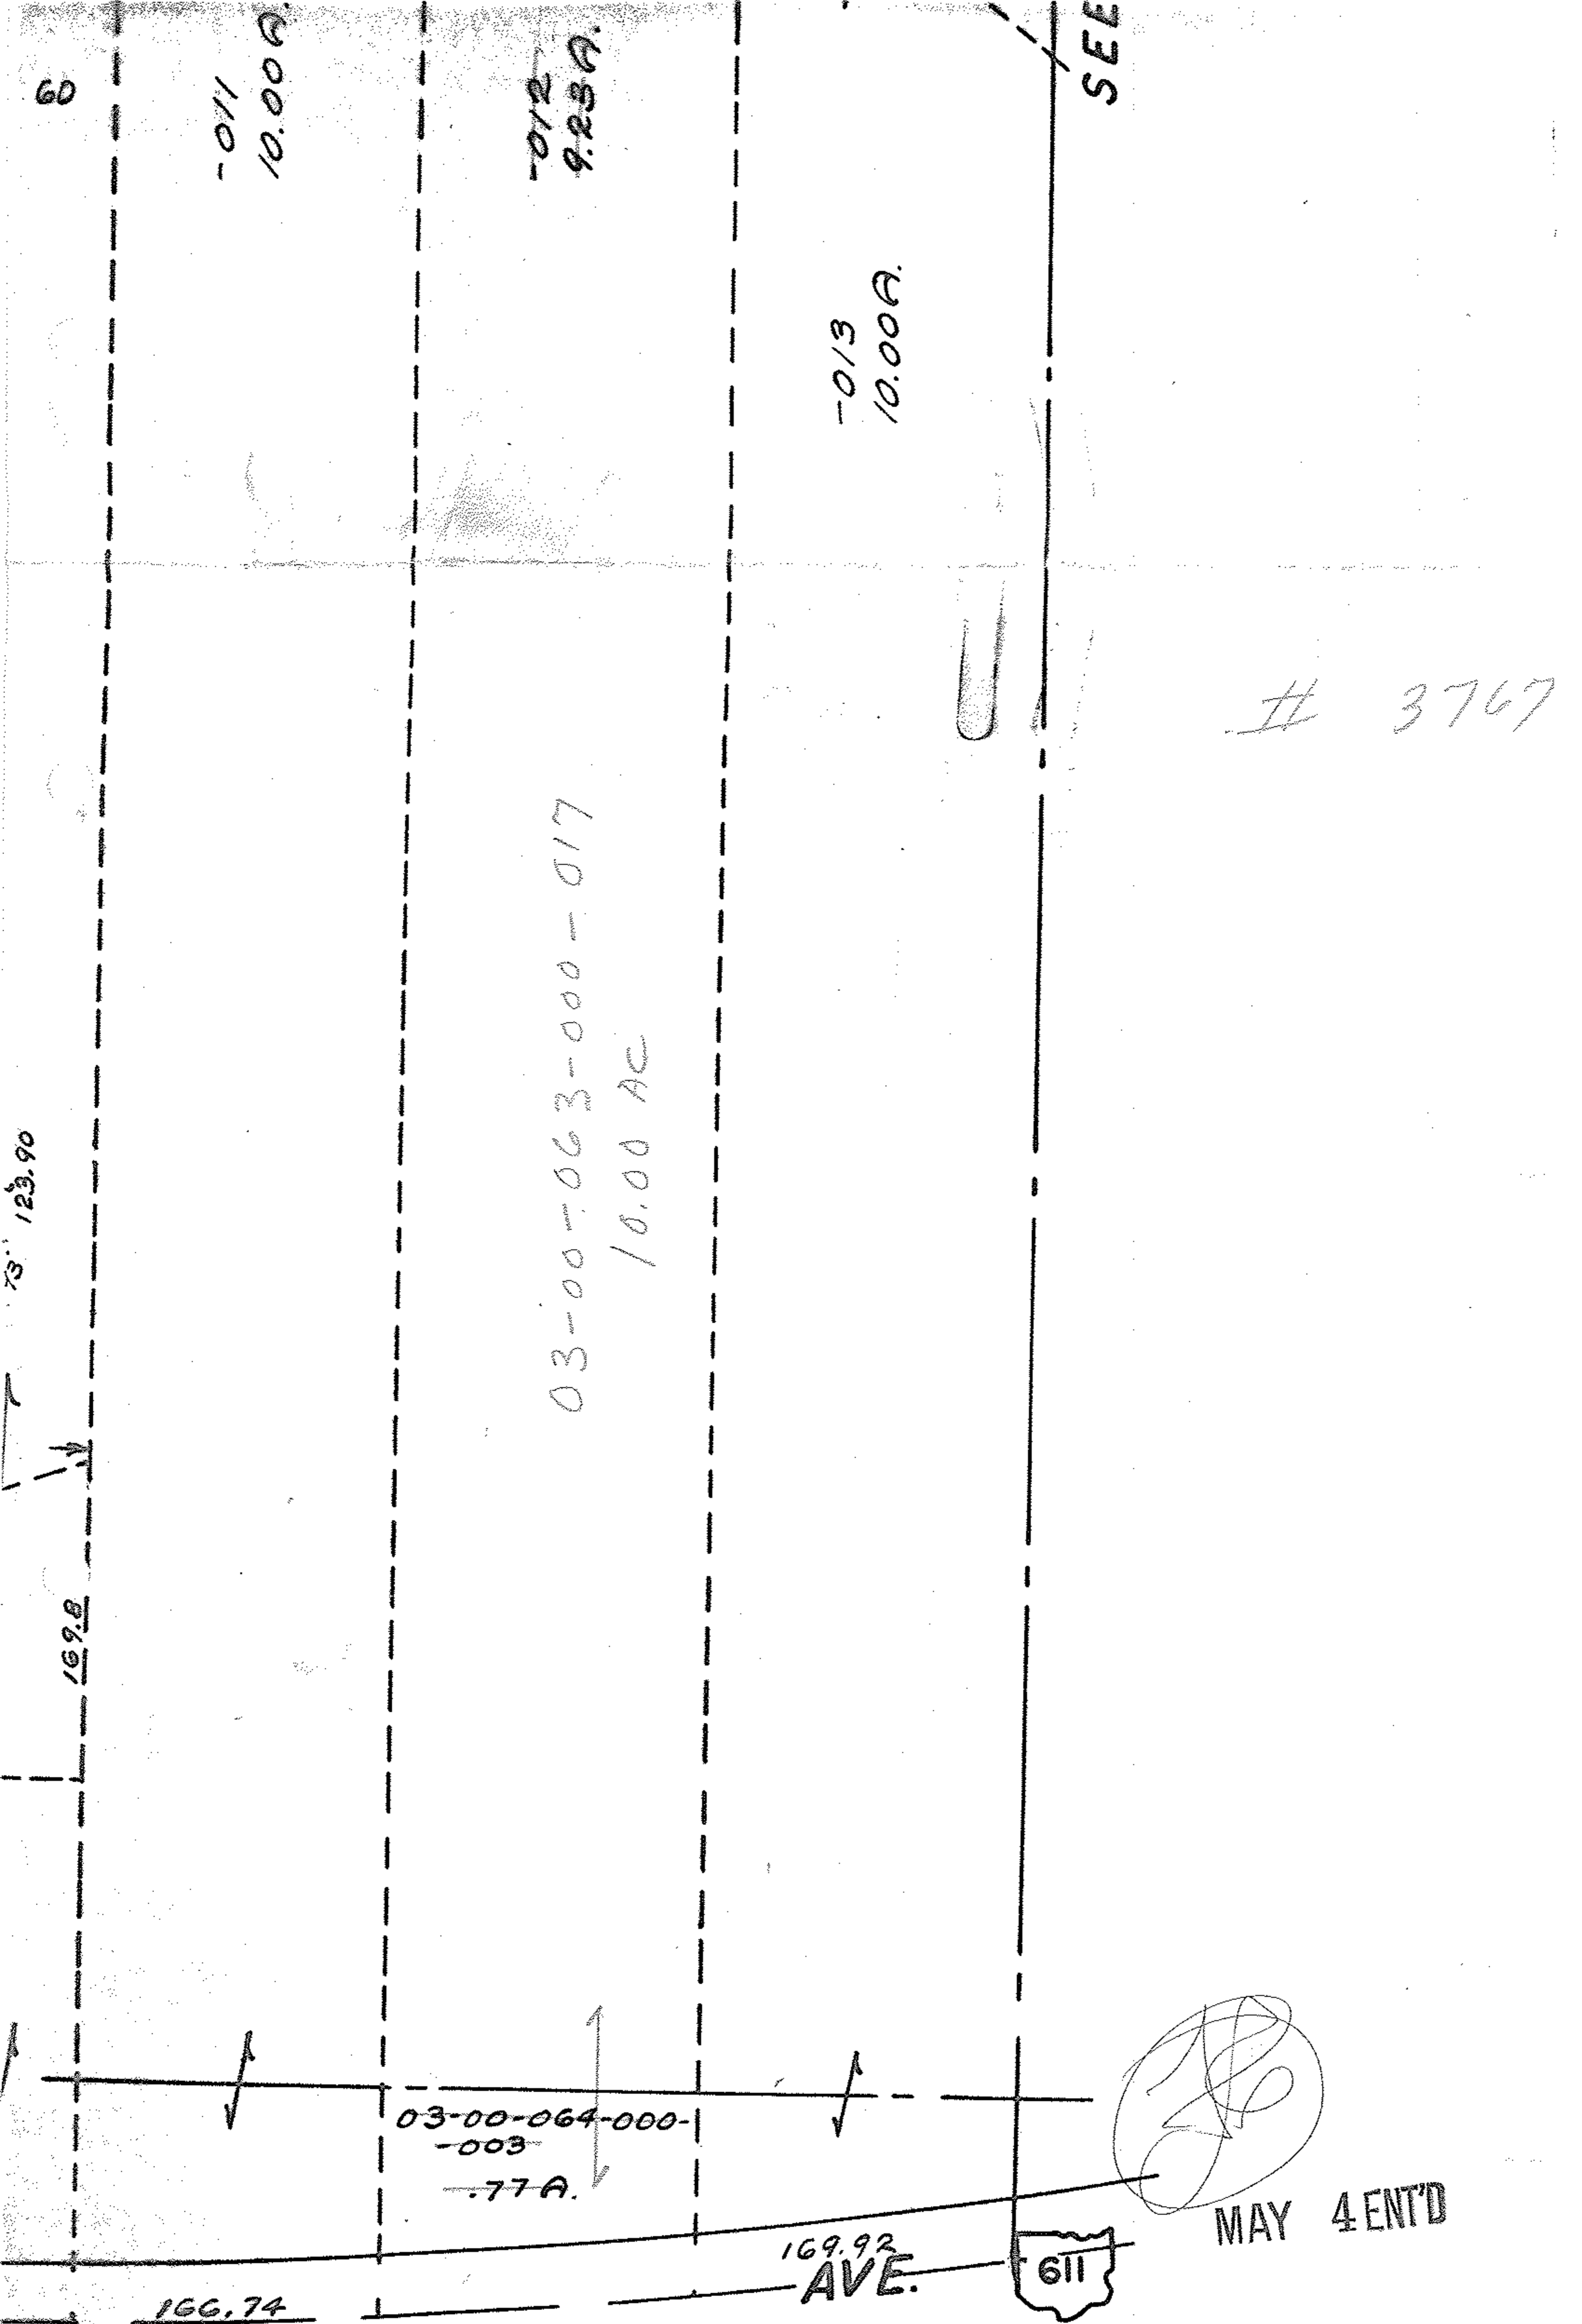 60
-011
10.00A.
-012
9.23A.
SEE
-013
10.00A.
# 3767
03-00-063-000-017
10.00 AC
73'' 123.90
169.8
03-00-064-000-
-003
.77A.
169.92
AVE.
611
MAY 4 ENT'D
166.74